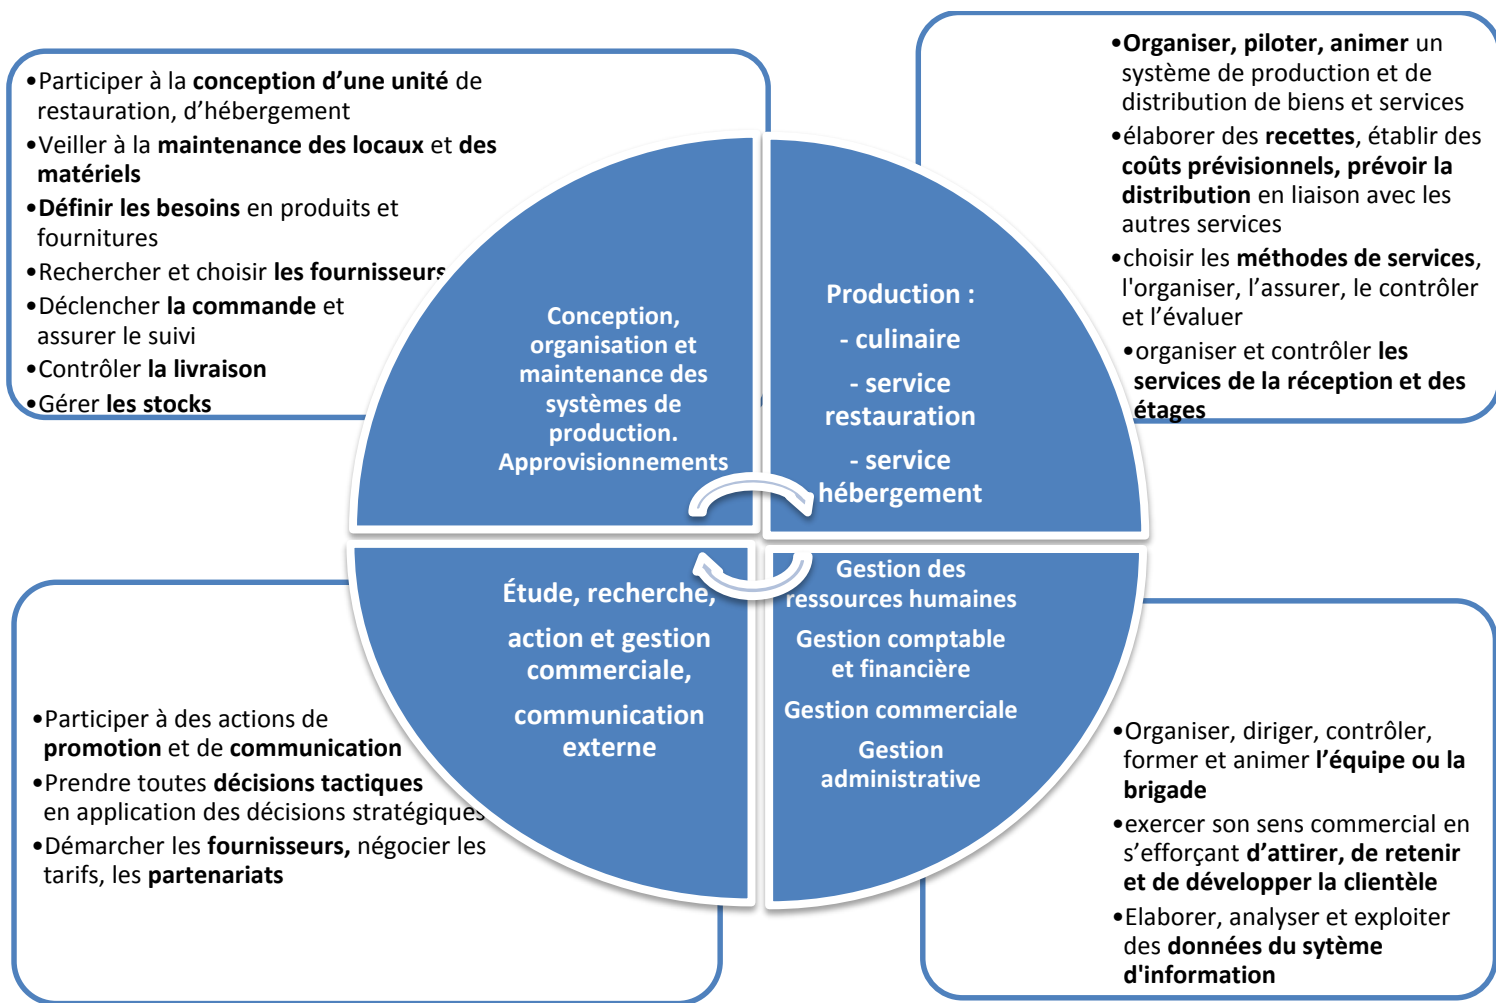 •Participer à la conception d’une unité de
restauration, d’hébergement
•Veiller à la maintenance des locaux et des
matériels
•Définir les besoins en produits et
fournitures
•Rechercher et choisir les fournisseurs
•Déclencher la commande et
assurer le suivi
•Contrôler la livraison
•Gérer les stocks
Conception,
organisation et
maintenance des
systèmes de
production.
Approvisionnements
•Organiser, piloter, animer un
système de production et de
distribution de biens et services
•élaborer des recettes, établir des
coûts prévisionnels, prévoir la
distribution en liaison avec les
autres services
•choisir les méthodes de services,
l'organiser, l’assurer, le contrôler
et l’évaluer
•organiser et contrôler les
services de la réception et des
étages
Production :
- culinaire
- service
restauration
- service
hébergement
Étude, recherche,
action et gestion
commerciale,
communication
externe
•Participer à des actions de
promotion et de communication
•Prendre toutes décisions tactiques
en application des décisions stratégiques
•Démarcher les fournisseurs, négocier les
tarifs, les partenariats
Gestion des
ressources humaines
Gestion comptable
et financière
Gestion commerciale
Gestion
administrative
•Organiser, diriger, contrôler,
former et animer l’équipe ou la
brigade
•exercer son sens commercial en
s’efforçant d’attirer, de retenir
et de développer la clientèle
•Elaborer, analyser et exploiter
des données du sytème
d'information